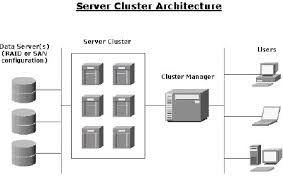 Server Cluster Architecture
Data Server(s)
(RAID or SAN
configuration)
Server Cluster
Cluster Manager
Users